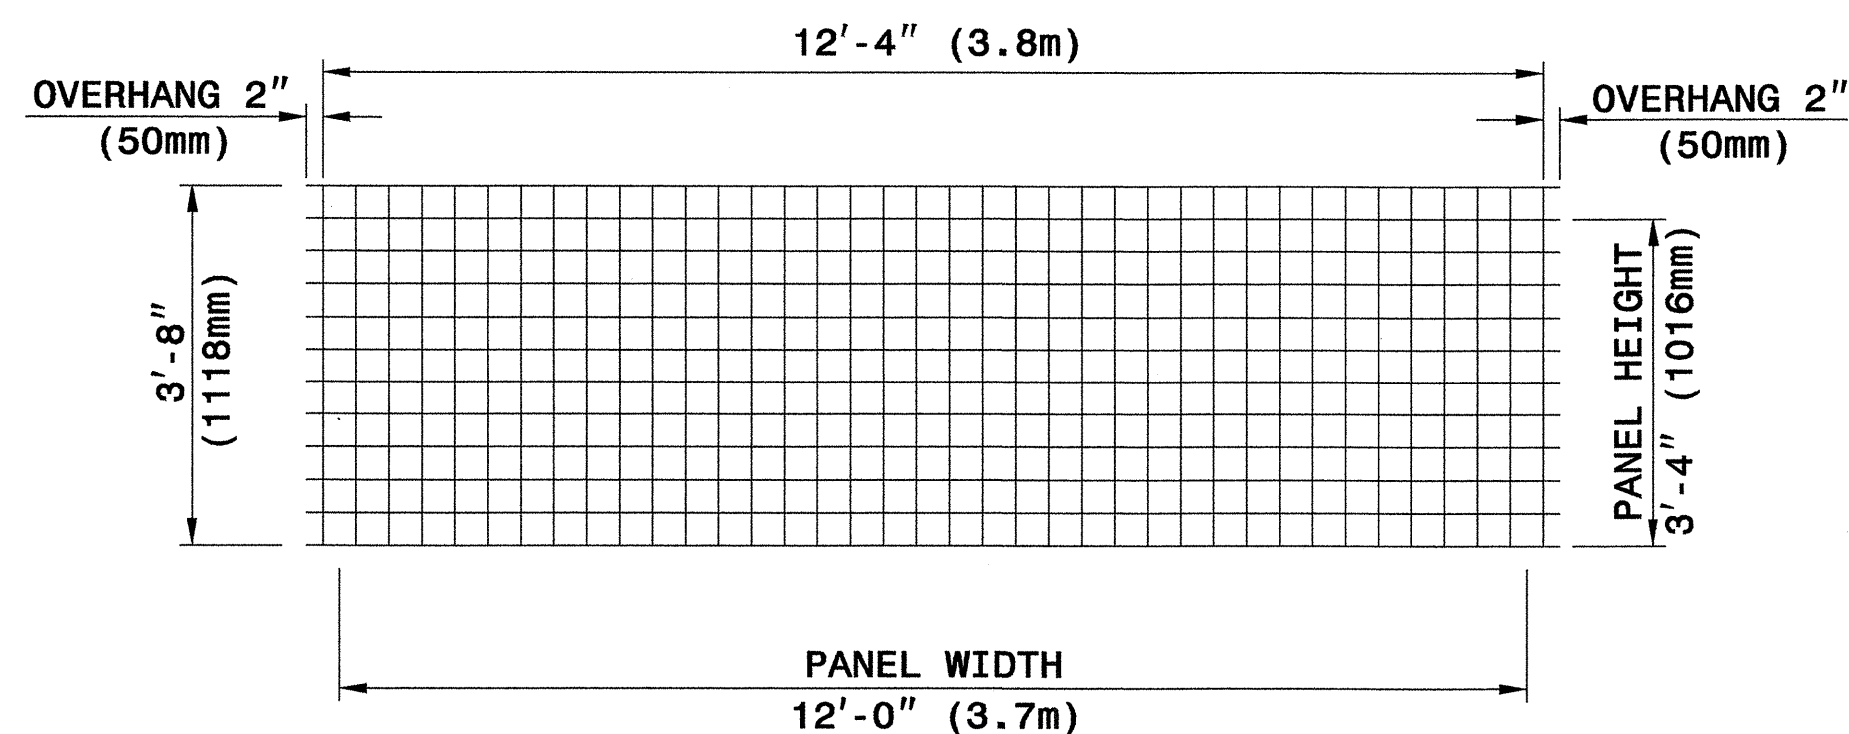 12'-4" (3.8m)
OVERHANG 2"
(50mm)
OVERHANG 2"
(50mm)
3'-8"
(1118mm)
PANEL HEIGHT
3'-4" (1016mm)
PANEL WIDTH
12'-0" (3.7m)